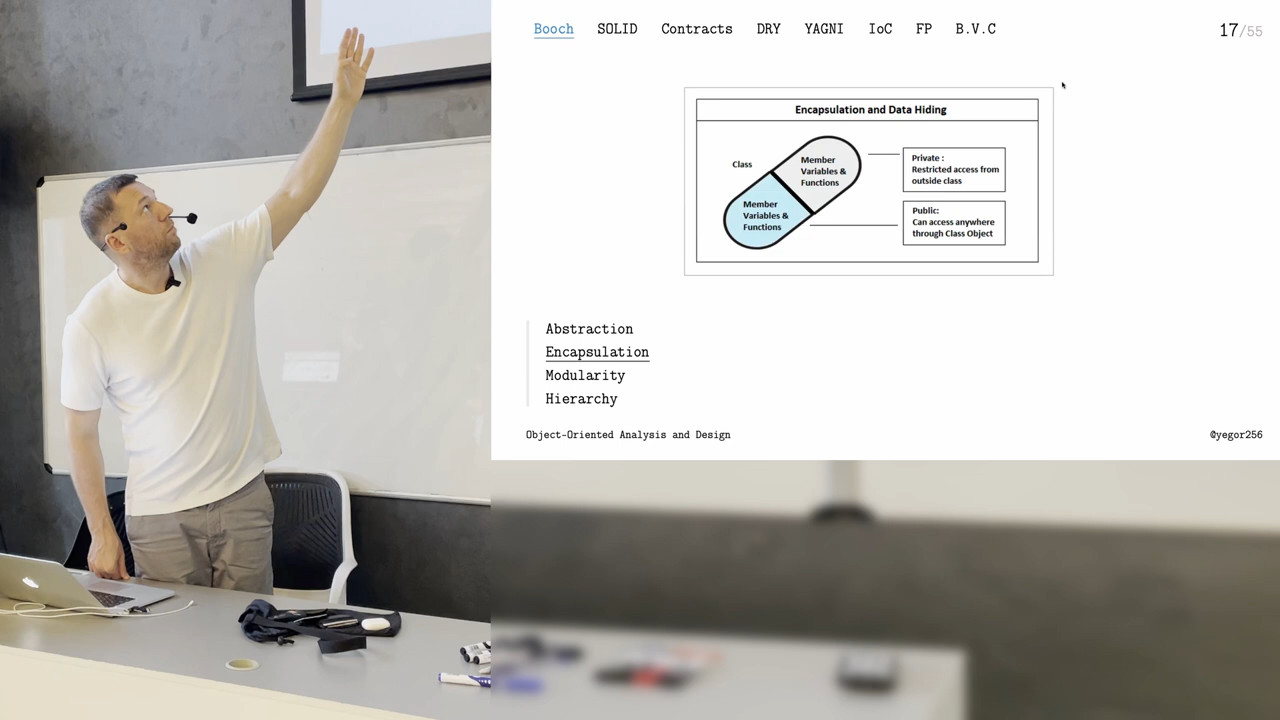 Booch SOLID Contracts DRY YAGNI IoC FP B.V.C 17/55
Encapsulation and Data Hiding
Class
Member
Variables &
Functions
Private :
Restricted access from
outside class
Member
Variables &
Functions
Public:
Can access anywhere
through Class Object
Abstraction
Encapsulation
Modularity
Hierarchy
Object-Oriented Analysis and Design @yegor256